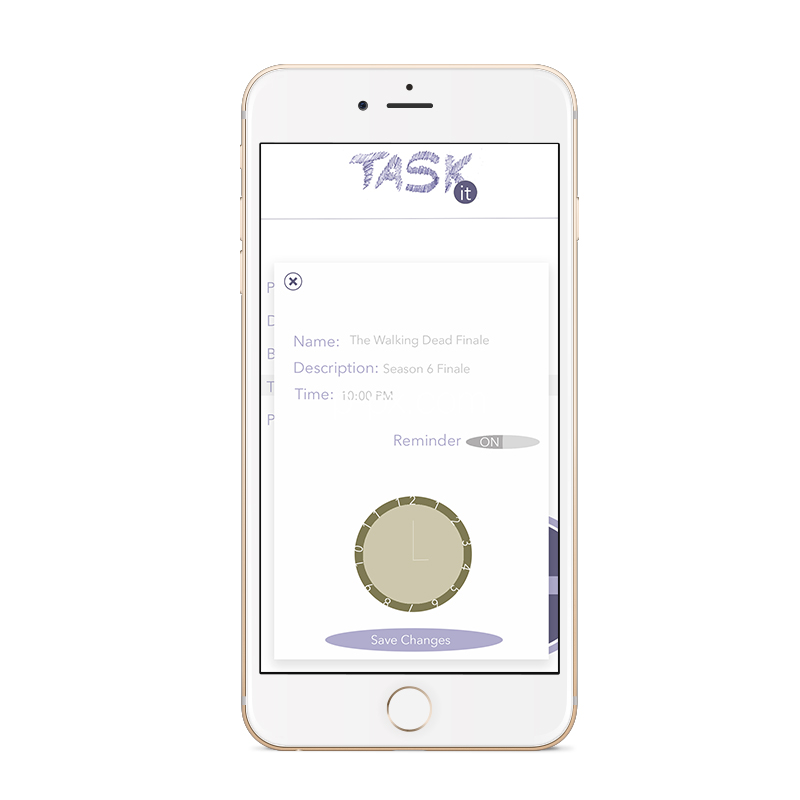 TASK it
P
Name: The Walking Dead Finale
D
Description: Season 6 Finale
B
T
Time: 10:00 PM
P
Reminder ON
12 1 2 3 4 5 6 7 8 9 10 11
Save Changes